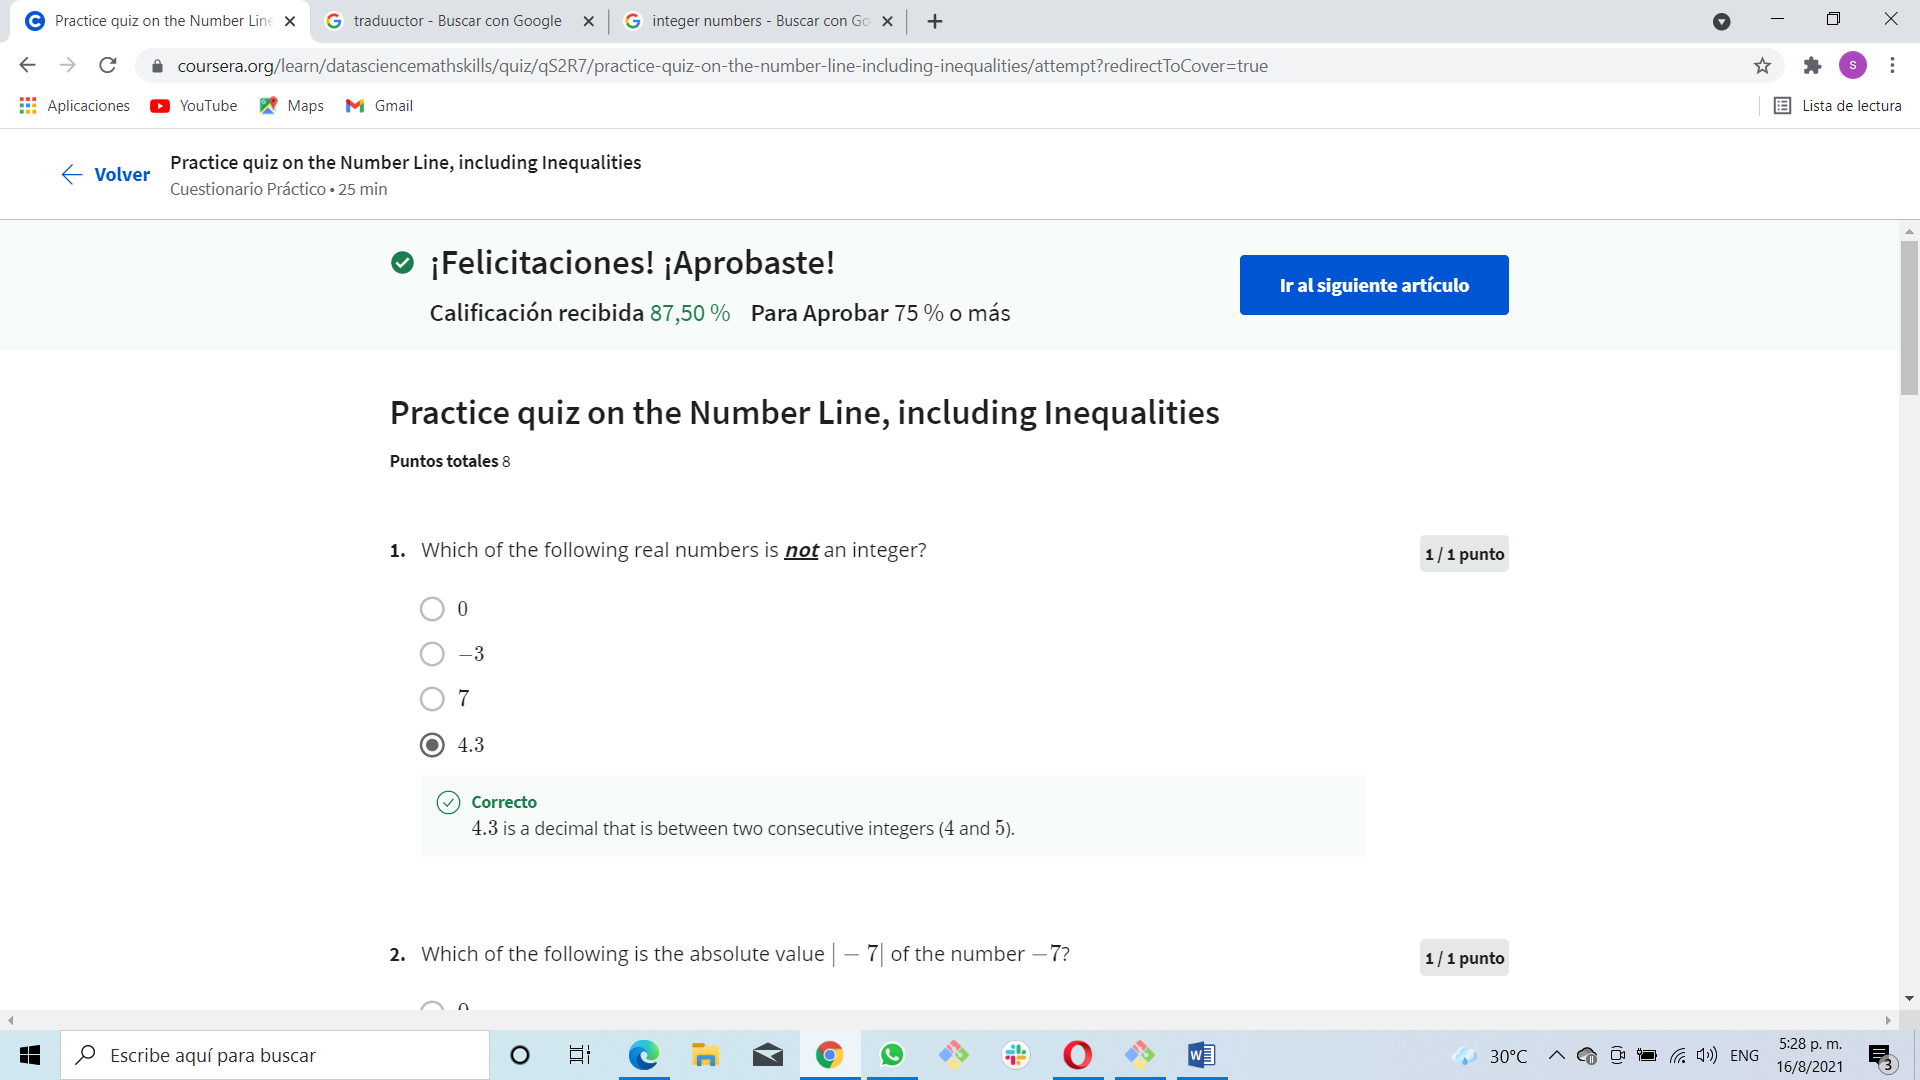 Practice quiz on the Number Line
traduuctor - Buscar con Google
integer numbers - Buscar con Go
coursera.org/learn/datasciencemathskills/quiz/qS2R7/practice-quiz-on-the-number-line-including-inequalities/attempt?redirectToCover=true
S
Aplicaciones
YouTube
Maps
Gmail
Lista de lectura
Volver
Practice quiz on the Number Line, including Inequalities
Cuestionario Práctico • 25 min
¡Felicitaciones! ¡Aprobaste!
Calificación recibida 87,50 % Para Aprobar 75 % o más
Ir al siguiente artículo
Practice quiz on the Number Line, including Inequalities
Puntos totales 8
1. Which of the following real numbers is not an integer?
1 / 1 punto
0
−3
7
4.3
Correcto
4.3 is a decimal that is between two consecutive integers (4 and 5).
2. Which of the following is the absolute value | − 7| of the number −7?
1 / 1 punto
0
Escribe aquí para buscar
30°C
ENG
5:28 p. m.
16/8/2021
3